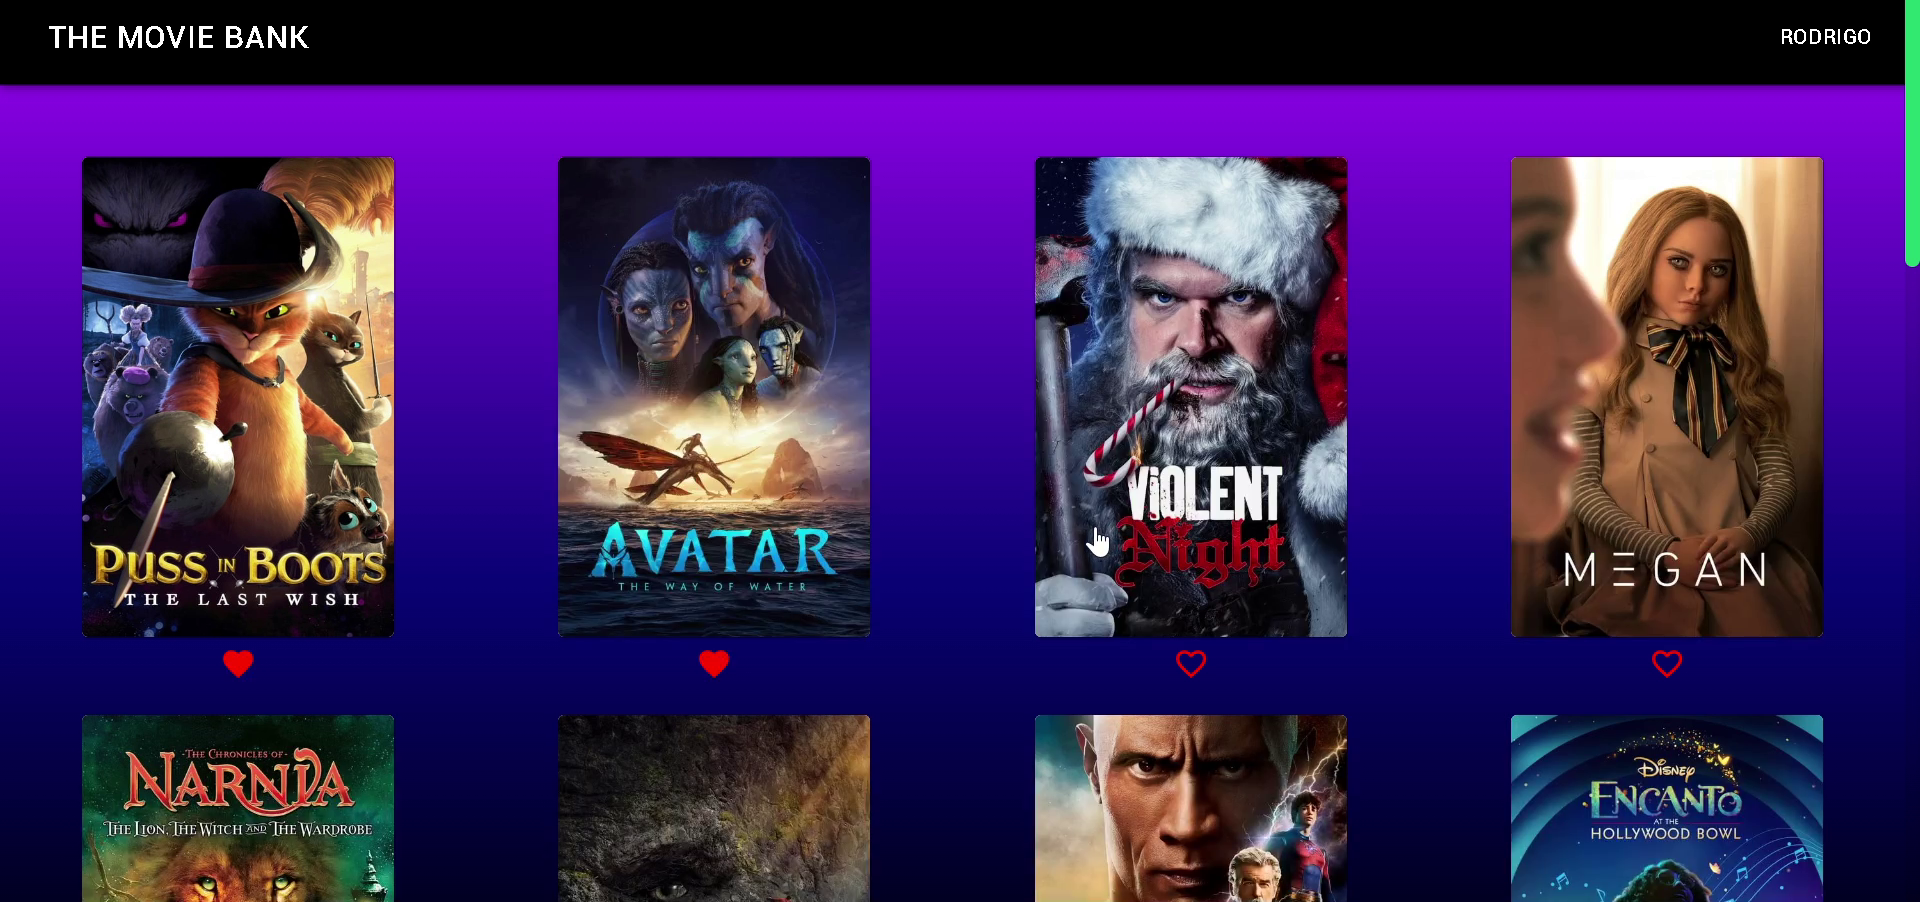 THE MOVIE BANK
RODRIGO
PUSS IN BOOTS
THE LAST WISH
AVATAR
THE WAY OF WATER
VIOLENT
Night
MΞGAN
THE CHRONICLES OF
NARNIA
THE LION, THE WITCH AND THE WARDROBE
DISNEY
ENCANTO
AT THE
HOLLYWOOD BOWL